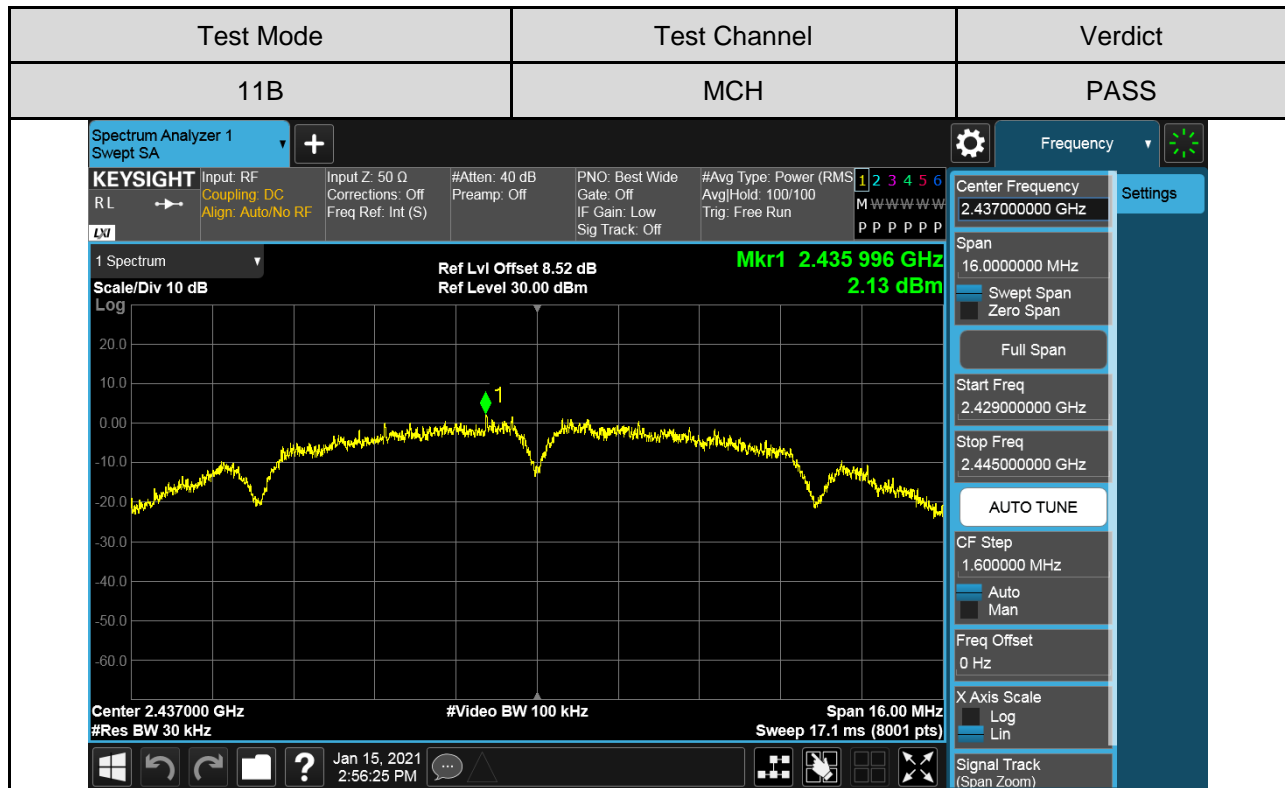 Test Mode Test Channel Verdict
11B MCH PASS
Spectrum Analyzer 1
Swept SA
+
Frequency
KEYSIGHT
RL
LXI
Input: RF
Coupling: DC
Align: Auto/No RF
Input Z: 50 Ω
Corrections: Off
Freq Ref: Int (S)
#Atten: 40 dB
Preamp: Off
PNO: Best Wide
Gate: Off
IF Gain: Low
Sig Track: Off
#Avg Type: Power (RMS
Avg|Hold: 100/100
Trig: Free Run
1 2 3 4 5 6
M W W W W W
P P P P P P
1 Spectrum
Scale/Div 10 dB
Log
Ref Lvl Offset 8.52 dB
Ref Level 30.00 dBm
Mkr1 2.435 996 GHz
2.13 dBm
20.0
10.0
1
0.00
-10.0
-20.0
-30.0
-40.0
-50.0
-60.0
Center 2.437000 GHz
#Res BW 30 kHz
#Video BW 100 kHz
Span 16.00 MHz
Sweep 17.1 ms (8001 pts)
Jan 15, 2021
2:56:25 PM
?
Center Frequency
2.437000000 GHz
Settings
Span
16.0000000 MHz
Swept Span
Zero Span
Full Span
Start Freq
2.429000000 GHz
Stop Freq
2.445000000 GHz
AUTO TUNE
CF Step
1.600000 MHz
Auto
Man
Freq Offset
0 Hz
X Axis Scale
Log
Lin
Signal Track
(Span Zoom)